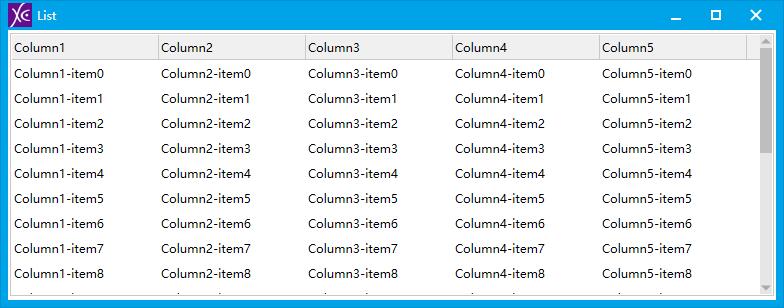 List
Column1 Column2 Column3 Column4 Column5
Column1-item0 Column2-item0 Column3-item0 Column4-item0 Column5-item0
Column1-item1 Column2-item1 Column3-item1 Column4-item1 Column5-item1
Column1-item2 Column2-item2 Column3-item2 Column4-item2 Column5-item2
Column1-item3 Column2-item3 Column3-item3 Column4-item3 Column5-item3
Column1-item4 Column2-item4 Column3-item4 Column4-item4 Column5-item4
Column1-item5 Column2-item5 Column3-item5 Column4-item5 Column5-item5
Column1-item6 Column2-item6 Column3-item6 Column4-item6 Column5-item6
Column1-item7 Column2-item7 Column3-item7 Column4-item7 Column5-item7
Column1-item8 Column2-item8 Column3-item8 Column4-item8 Column5-item8